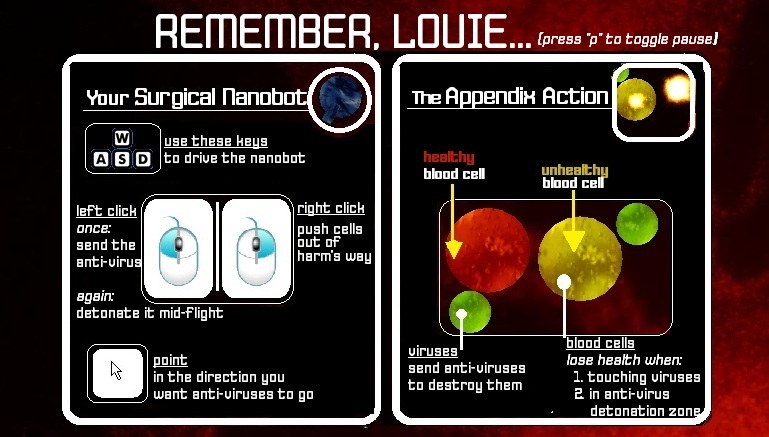 REMEMBER, LOUIE... (press "p" to toggle pause)
Your Surgical Nanobot
W
A S D
use these keys
to drive the nanobot
left click
once:
send the
anti-virus
again:
detonate it mid-flight
right click
push cells
out of
harm's way
point
in the direction you
want anti-viruses to go
The Appendix Action
healthy
blood cell
unhealthy
blood cell
viruses
send anti-viruses
to destroy them
blood cells
lose health when:
1. touching viruses
2. in anti-virus
detonation zone